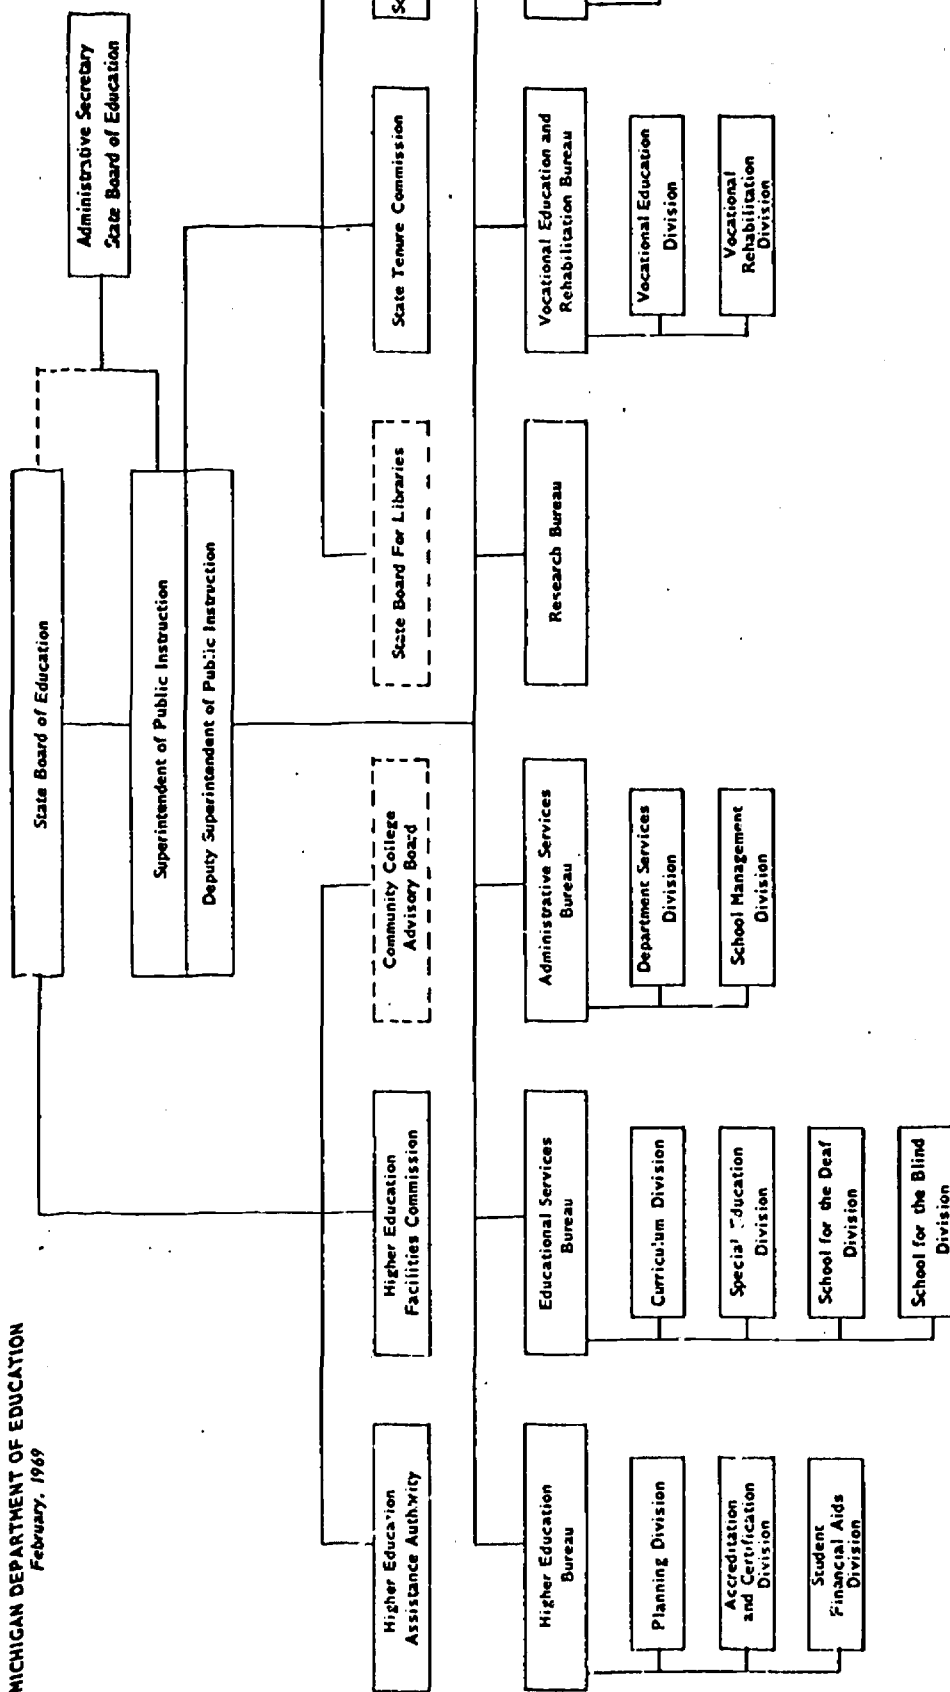 MICHIGAN DEPARTMENT OF EDUCATION
February, 1969
State Board of Education
Administrative Secretary
State Board of Education
Superintendent of Public Instruction
Deputy Superintendent of Public Instruction
Higher Education
Assistance Authority
Higher Education
Facilities Commission
Community College
Advisory Board
State Board For Libraries
State Tenure Commission
Higher Education
Bureau
Educational Services
Bureau
Administrative Services
Bureau
Research Bureau
Vocational Education and
Rehabilitation Bureau
Planning Division
Accreditation
and Certification
Division
Student
Financial Aids
Division
Curriculum Division
Special Education
Division
School for the Deaf
Division
School for the Blind
Division
Department Services
Division
School Management
Division
Vocational Education
Division
Vocational
Rehabilitation
Division